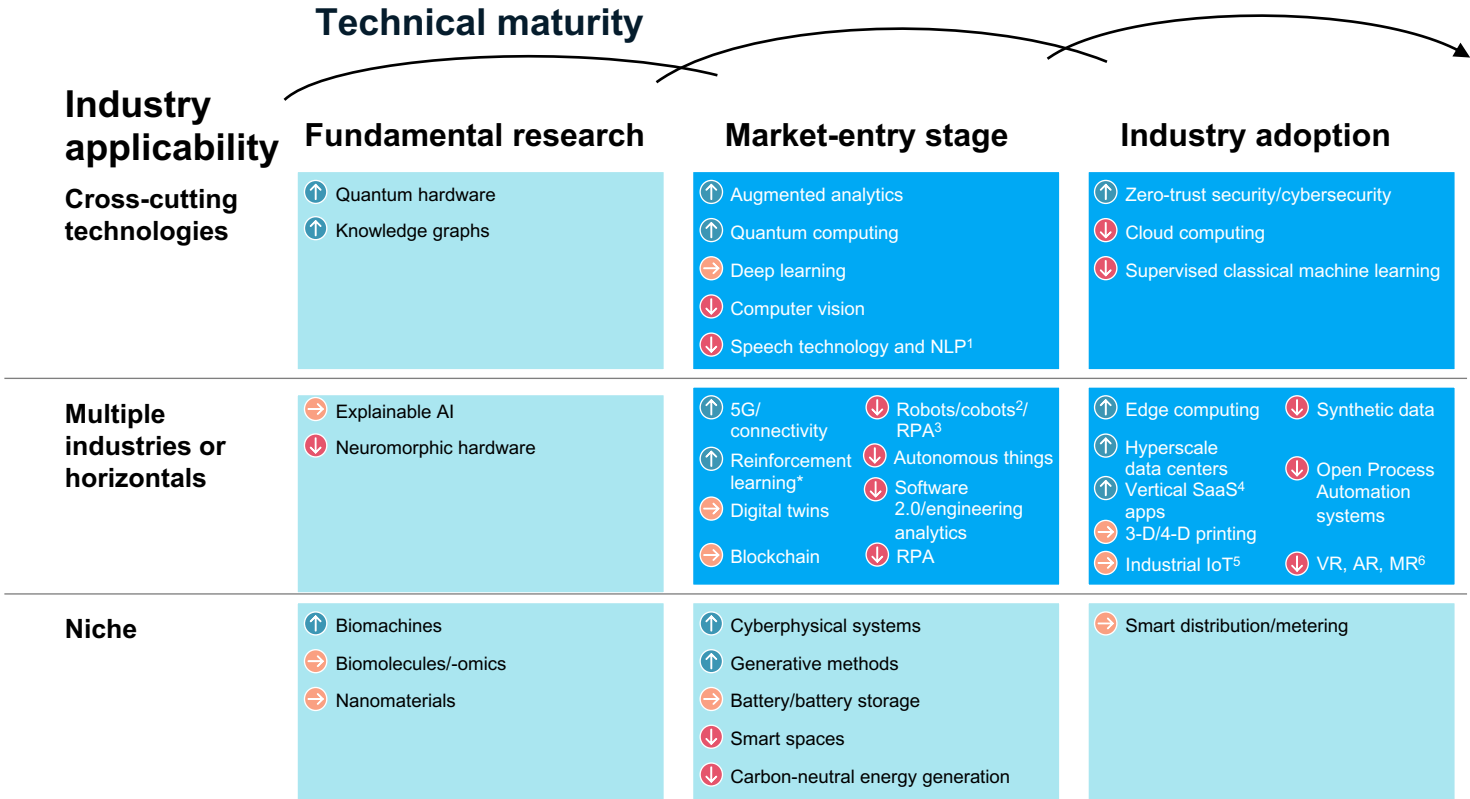 Technical maturity
Industry
applicability
Fundamental research
Market-entry stage
Industry adoption
Cross-cutting
technologies
Quantum hardware
Knowledge graphs
Augmented analytics
Quantum computing
Deep learning
Computer vision
Speech technology and NLP1
Zero-trust security/cybersecurity
Cloud computing
Supervised classical machine learning
Multiple
industries or
horizontals
Explainable AI
Neuromorphic hardware
5G/
connectivity
Reinforcement
learning*
Digital twins
Blockchain
Robots/cobots2/
RPA3
Autonomous things
Software
2.0/engineering
analytics
RPA
Edge computing
Hyperscale
data centers
Vertical SaaS4
apps
3-D/4-D printing
Industrial IoT5
Synthetic data
Open Process
Automation
systems
VR, AR, MR6
Niche
Biomachines
Biomolecules/-omics
Nanomaterials
Cyberphysical systems
Generative methods
Battery/battery storage
Smart spaces
Carbon-neutral energy generation
Smart distribution/metering